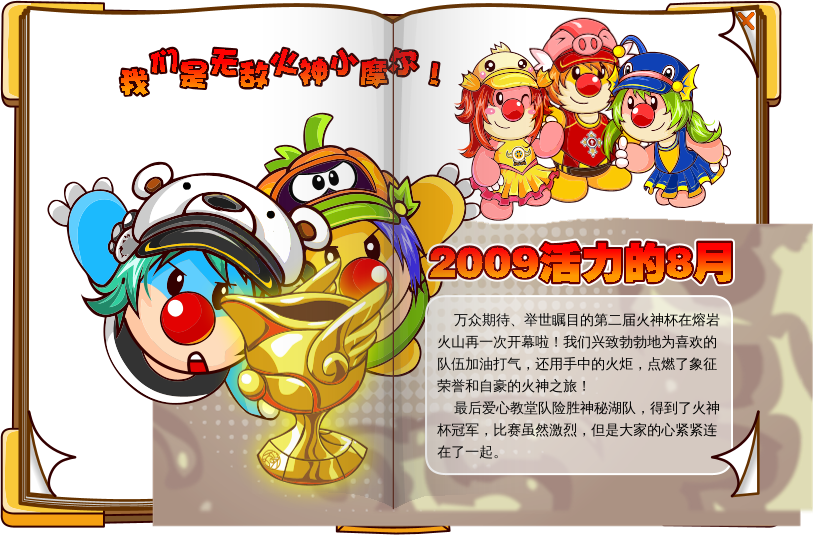 我们是无敌火神小摩尔！
2009活力的8月
万众期待、举世瞩目的第二届火神杯在熔岩
火山再一次开幕啦！我们兴致勃勃地为喜欢的
队伍加油打气，还用手中的火炬，点燃了象征
荣誉和自豪的火神之旅！
最后爱心教堂队险胜神秘湖队，得到了火神
杯冠军，比赛虽然激烈，但是大家的心紧紧连
在了一起。